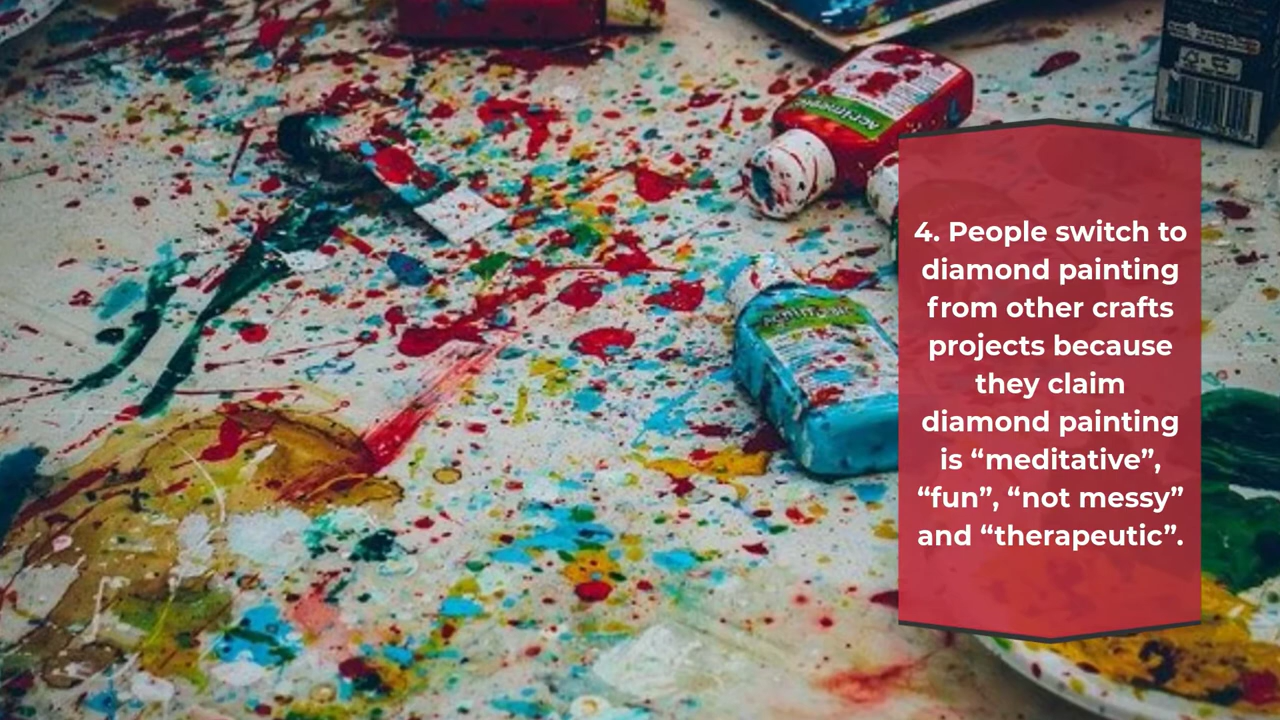 4. People switch to
diamond painting
from other crafts
projects because
they claim
diamond painting
is “meditative”,
“fun”, “not messy”
and “therapeutic”.